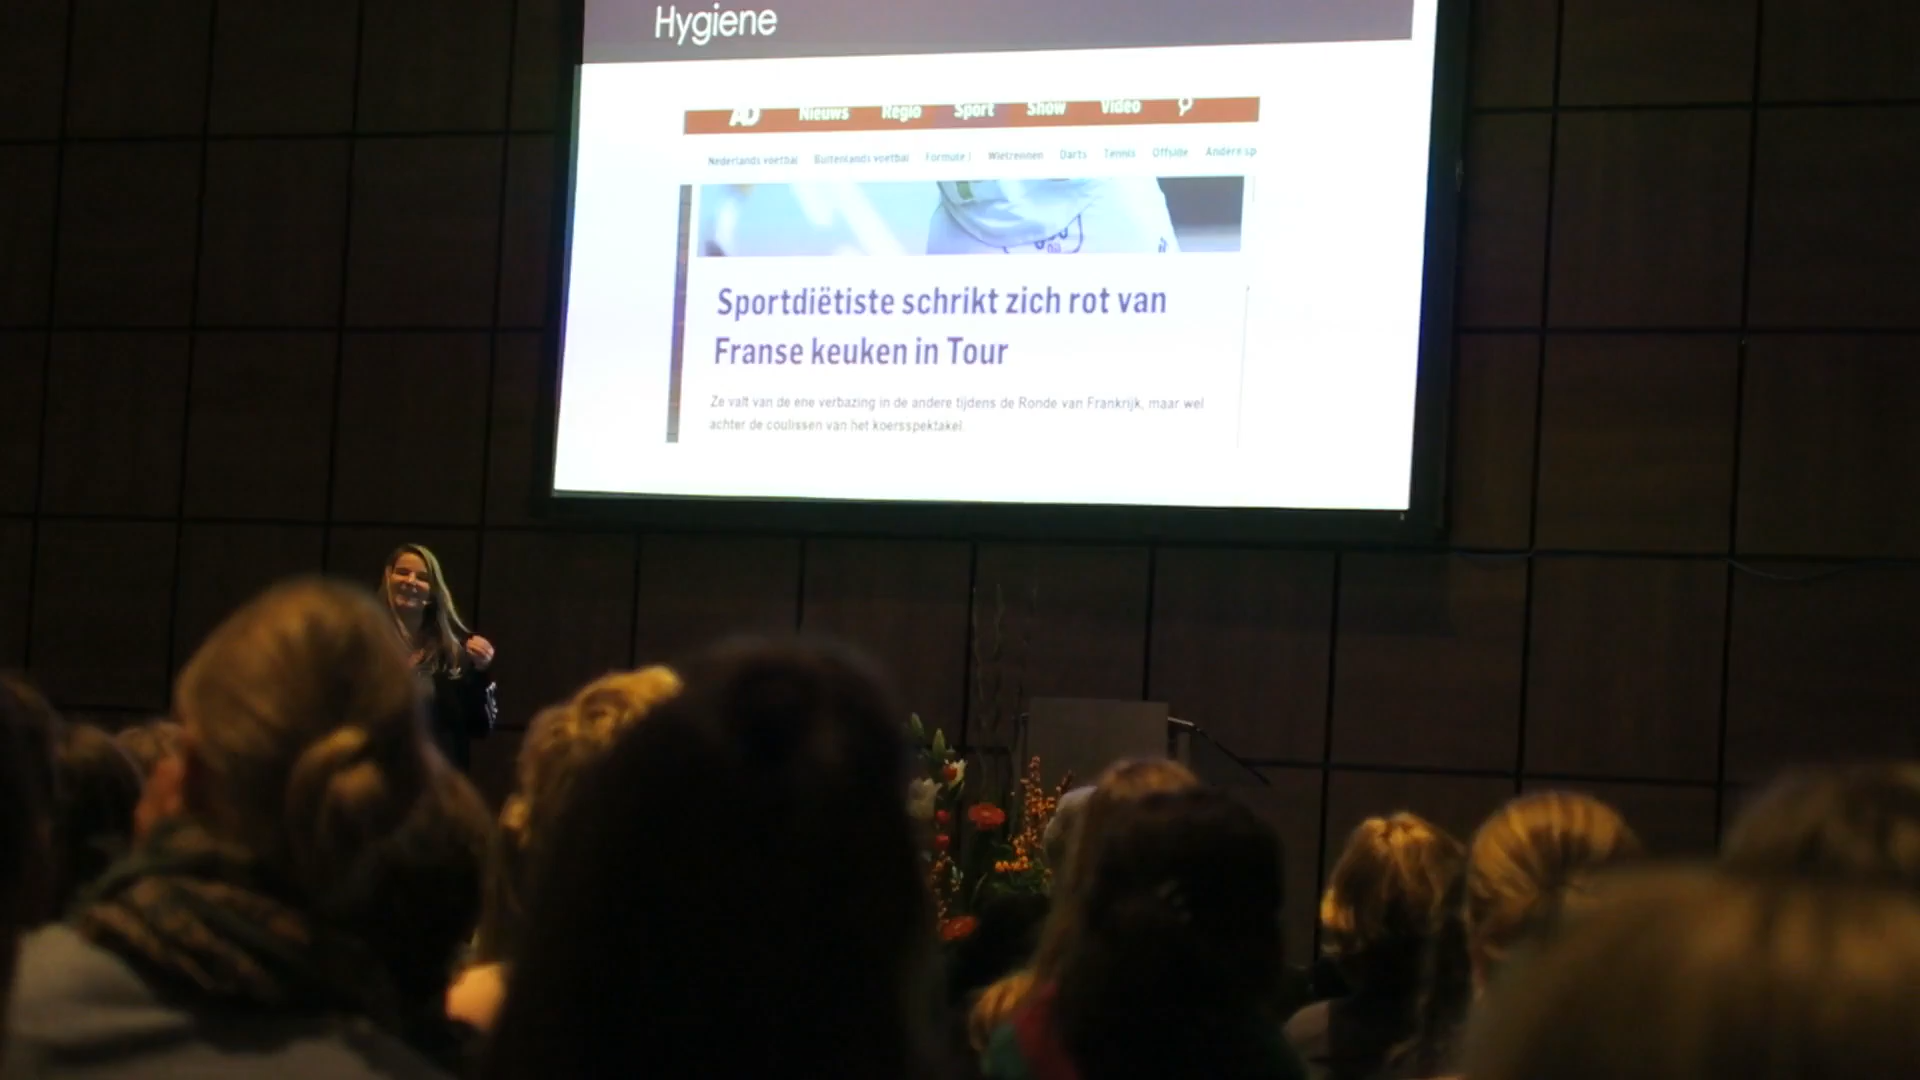 Hygiene
AD Nieuws Regio Sport Show Video
Nederlands voetbal Buitenlands voetbal Formule 1 Wielrennen Darts Tennis Offside Andere sp
Sportdiëtiste schrikt zich rot van
Franse keuken in Tour
Ze valt van de ene verbazing in de andere tijdens de Ronde van Frankrijk, maar wel
achter de coulissen van het koersspektakel.